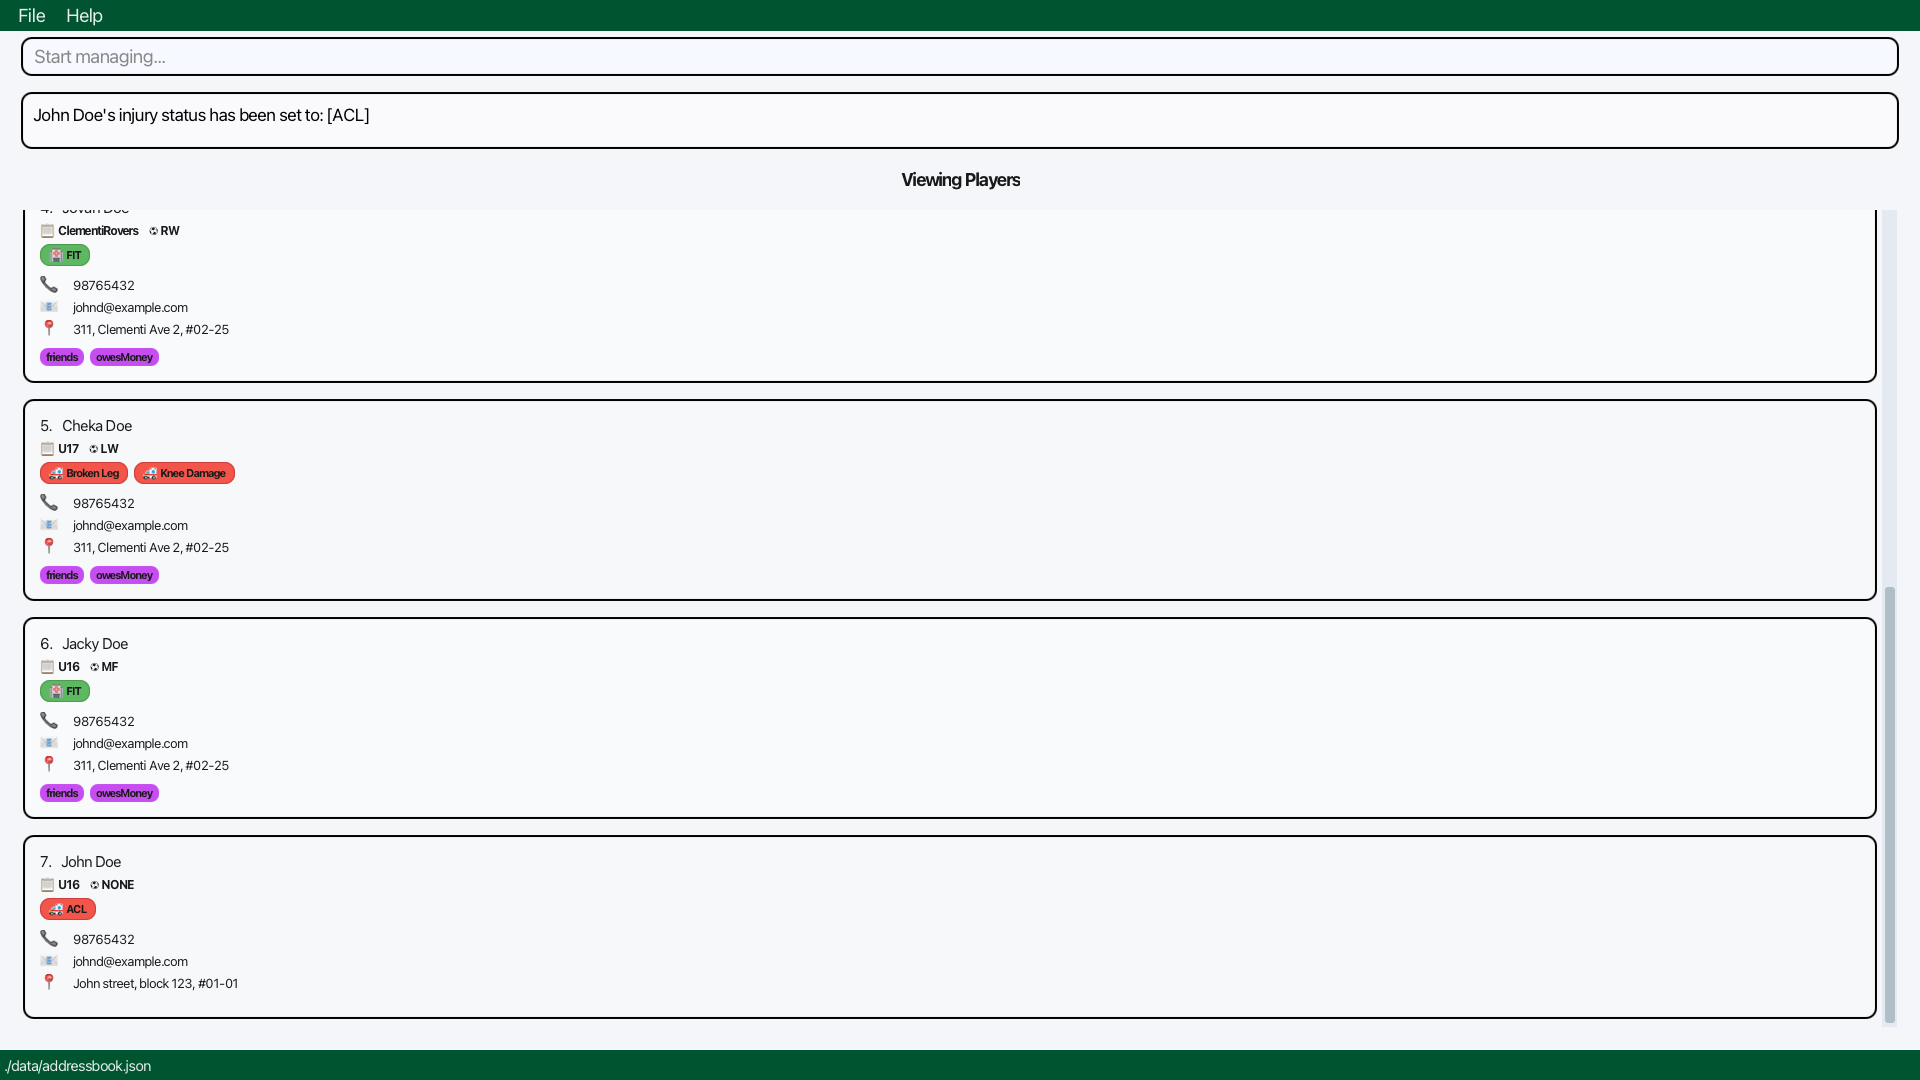 File Help
Start managing...
John Doe's injury status has been set to: [ACL]
Viewing Players
4. Jovan Doe
ClementiRovers RW
FIT
98765432
johnd@example.com
311, Clementi Ave 2, #02-25
friends owesMoney
5. Cheka Doe
U17 LW
Broken Leg Knee Damage
98765432
johnd@example.com
311, Clementi Ave 2, #02-25
friends owesMoney
6. Jacky Doe
U16 MF
FIT
98765432
johnd@example.com
311, Clementi Ave 2, #02-25
friends owesMoney
7. John Doe
U16 NONE
ACL
98765432
johnd@example.com
John street, block 123, #01-01
./data/addressbook.json